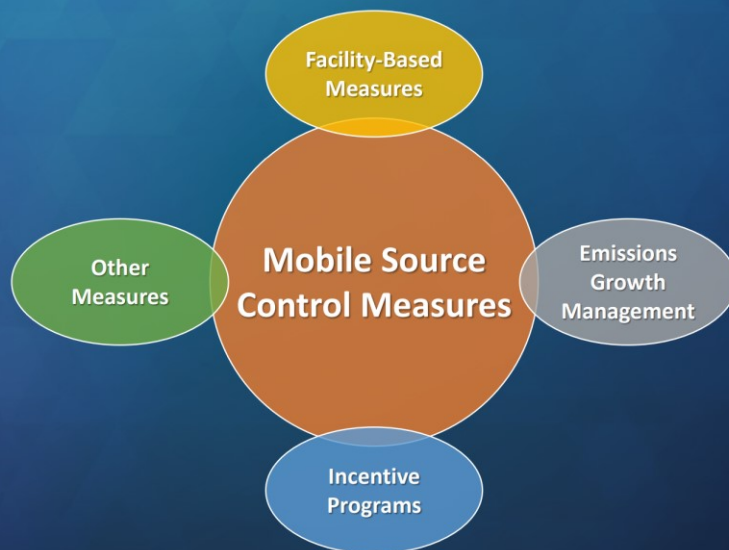 Facility-Based
Measures
Other
Measures
Mobile Source
Control Measures
Emissions
Growth
Management
Incentive
Programs